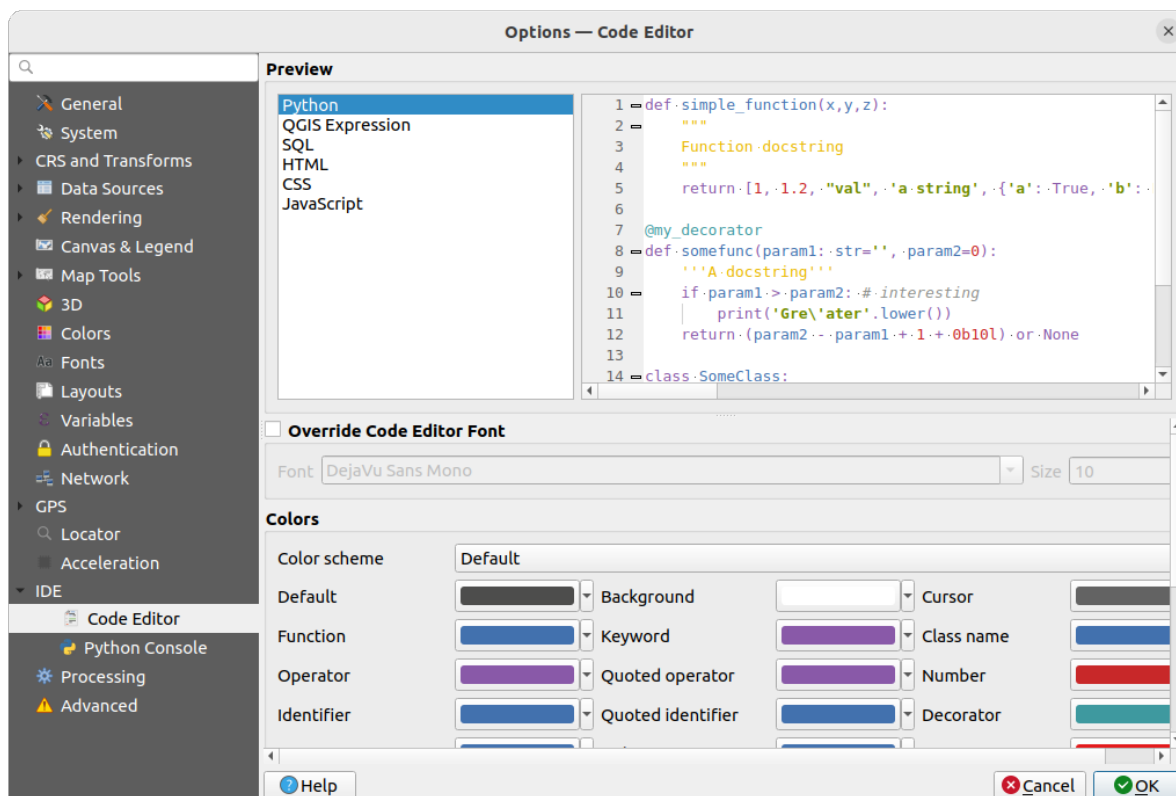 Options — Code Editor
Preview
General
System
CRS and Transforms
Data Sources
Rendering
Canvas & Legend
Map Tools
3D
Colors
Fonts
Layouts
Variables
Authentication
Network
GPS
Locator
Acceleration
IDE
Code Editor
Python Console
Processing
Advanced
Python
QGIS Expression
SQL
HTML
CSS
JavaScript
1 def·simple_function(x,y,z):
2 """
3 Function·docstring
4 """
5 return·[1,·1.2,·"val",·'a·string',·{'a':·True,·'b':·
6
7 @my_decorator
8 def·somefunc(param1:·str='',·param2=0):
9 '''A·docstring'''
10 if·param1·>·param2:·#·interesting
11 print('Gre\'ater'.lower())
12 return·(param2·-·param1·+·1·+·0b10l)·or·None
13
14 class·SomeClass:
Override Code Editor Font
Font DejaVu Sans Mono Size 10
Colors
Color scheme Default
Default Background Cursor
Function Keyword Class name
Operator Quoted operator Number
Identifier Quoted identifier Decorator
Help Cancel OK